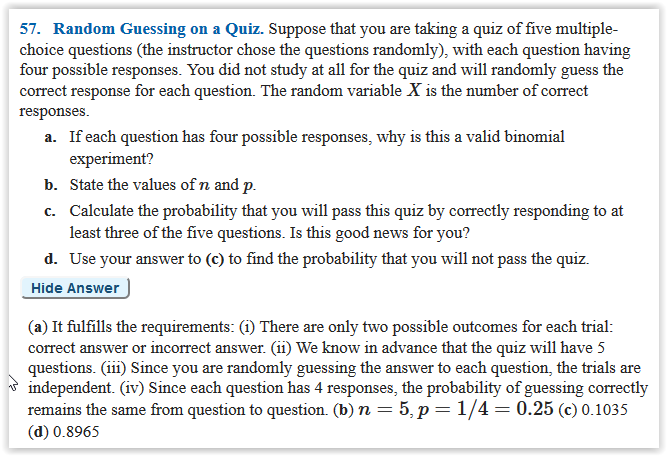 57. Random Guessing on a Quiz. Suppose that you are taking a quiz of five multiple-
choice questions (the instructor chose the questions randomly), with each question having
four possible responses. You did not study at all for the quiz and will randomly guess the
correct response for each question. The random variable X is the number of correct
responses.
a. If each question has four possible responses, why is this a valid binomial
experiment?
b. State the values of n and p.
c. Calculate the probability that you will pass this quiz by correctly responding to at
least three of the five questions. Is this good news for you?
d. Use your answer to (c) to find the probability that you will not pass the quiz.
Hide Answer
(a) It fulfills the requirements: (i) There are only two possible outcomes for each trial:
correct answer or incorrect answer. (ii) We know in advance that the quiz will have 5
questions. (iii) Since you are randomly guessing the answer to each question, the trials are
independent. (iv) Since each question has 4 responses, the probability of guessing correctly
remains the same from question to question. (b) n = 5, p = 1/4 = 0.25 (c) 0.1035
(d) 0.8965